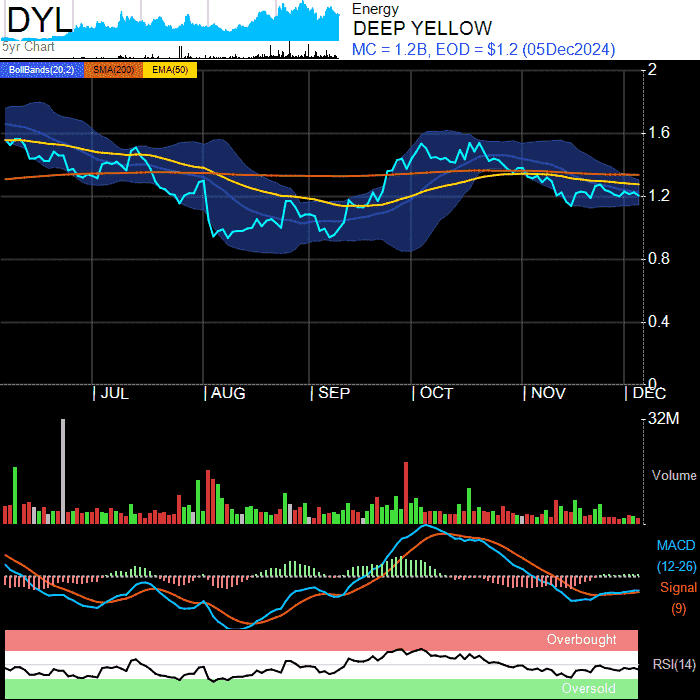 DYL
5yr Chart
Energy
DEEP YELLOW
MC = 1.2B, EOD = $1.2 (05Dec2024)
BollBands(20,2) SMA(200) EMA(50)
2
1.6
1.2
0.8
0.4
0
JUL AUG SEP OCT NOV DEC
32M
Volume
MACD
(12-26)
Signal
(9)
Overbought
RSI(14)
Oversold